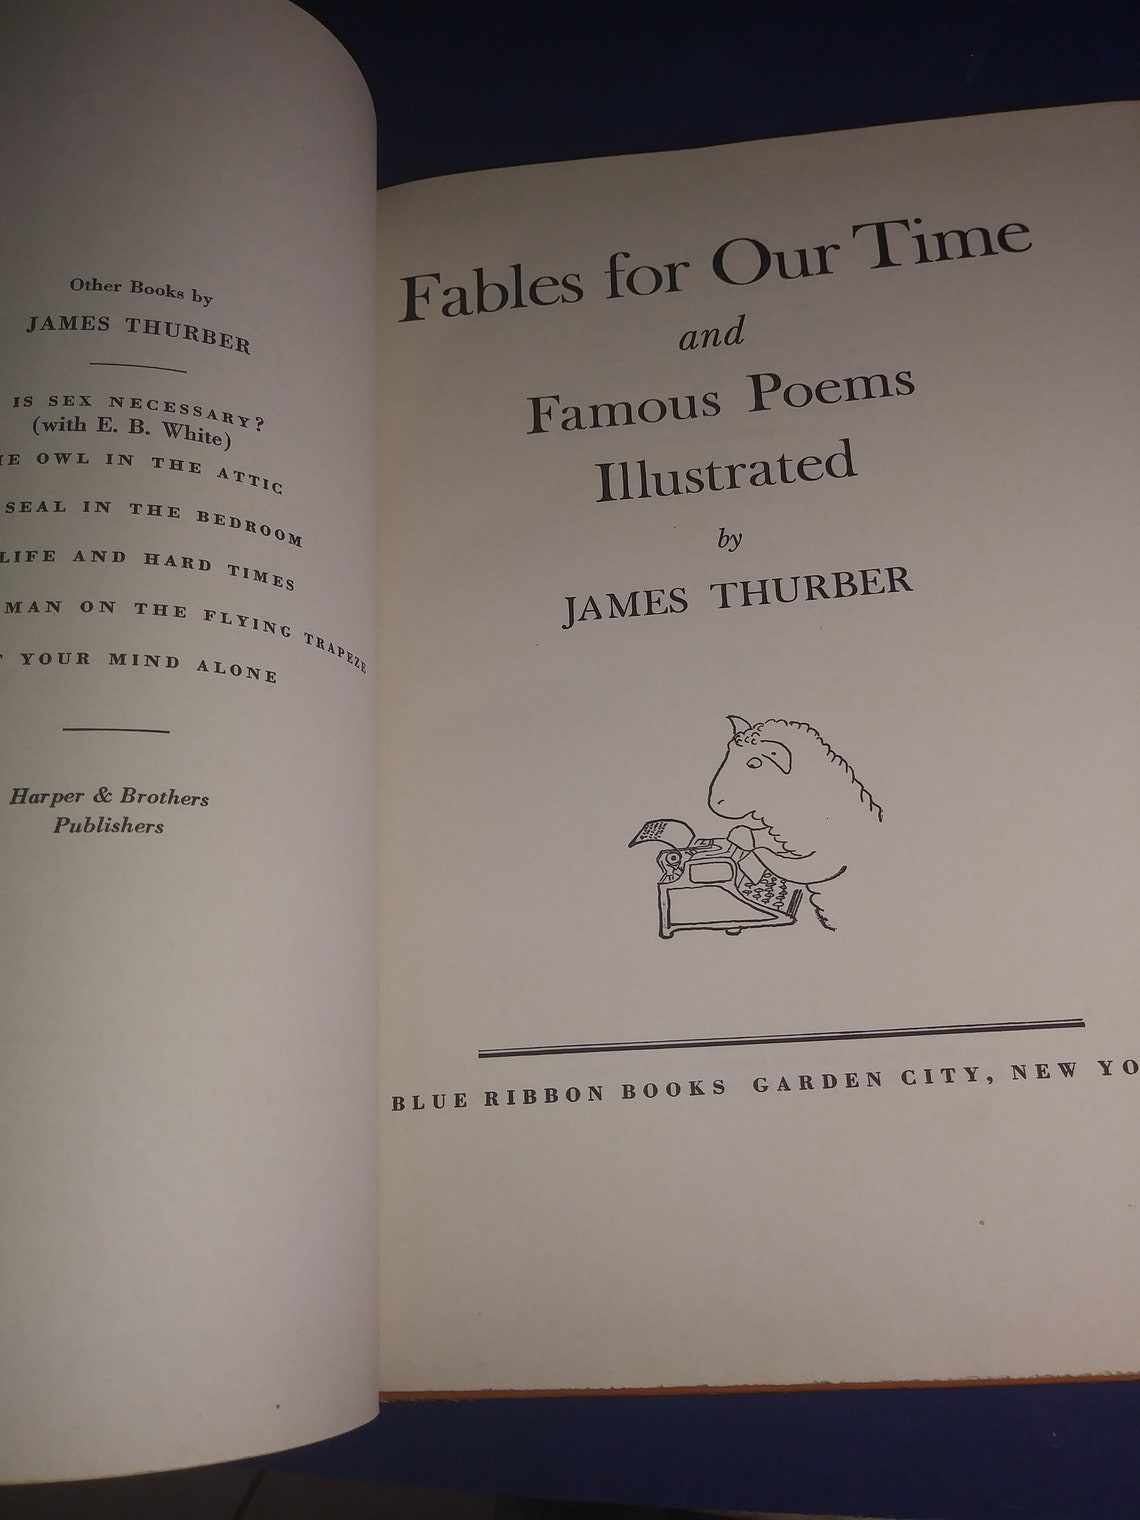 Other Books by
JAMES THURBER
IS SEX NECESSARY?
(with E. B. White)
OWL IN THE ATTIC
SEAL IN THE BEDROOM
LIFE AND HARD TIMES
MAN ON THE FLYING TRAPEZE
YOUR MIND ALONE
Harper & Brothers
Publishers
Fables for Our Time
and
Famous Poems
Illustrated
by
JAMES THURBER
BLUE RIBBON BOOKS GARDEN CITY, NEW YO